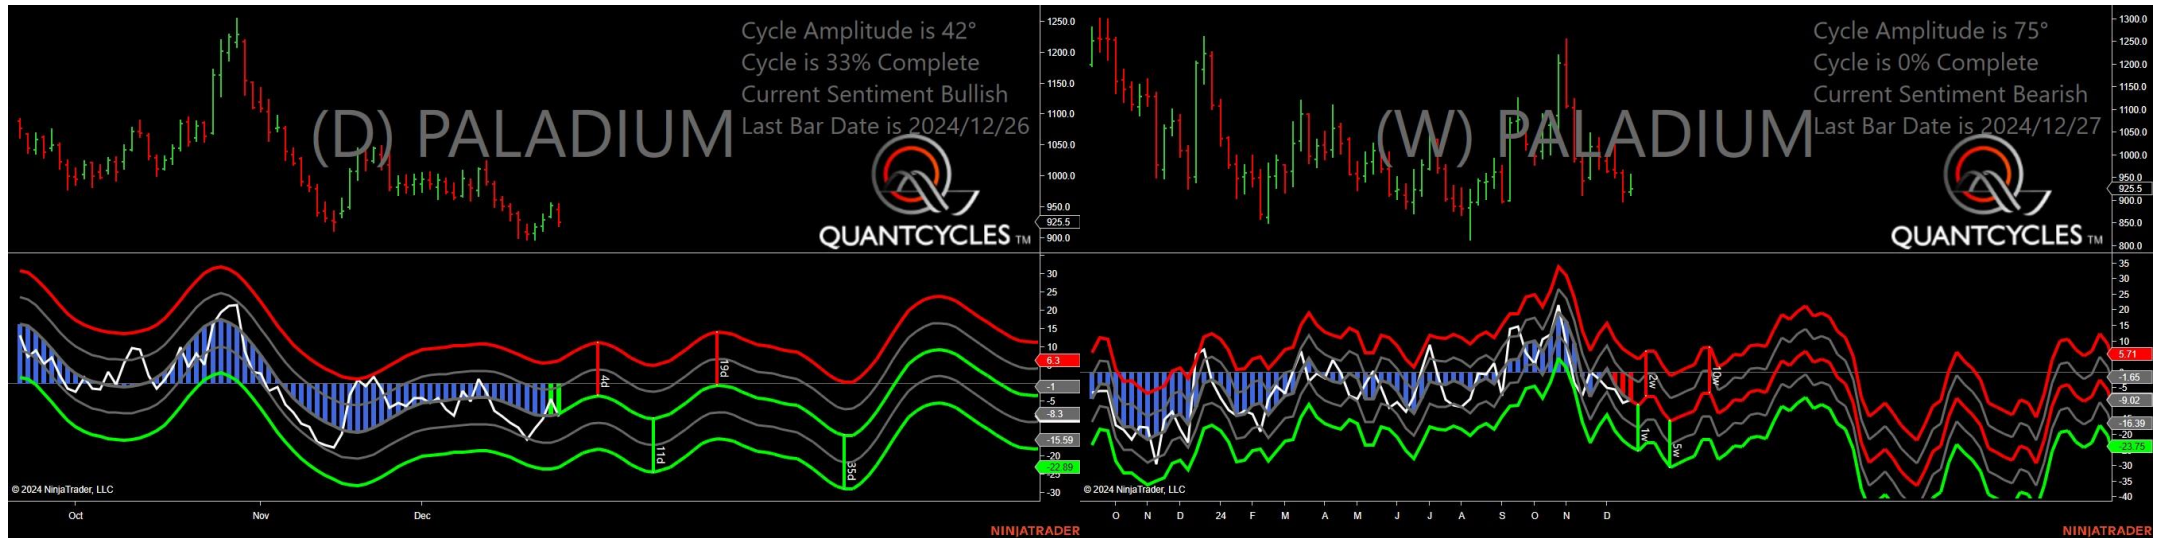 (D) PALADIUM
Cycle Amplitude is 42°
Cycle is 33% Complete
Current Sentiment Bullish
Last Bar Date is 2024/12/26
QUANTCYCLES TM
1250.0
1200.0
1150.0
1100.0
1050.0
1000.0
950.0
925.5
900.0
30
25
20
15
10
6.3
-1
-5
-8.3
-15.59
-20
-22.89
-30
4d
11d
19d
35d
© 2024 NinjaTrader, LLC
Oct Nov Dec
NINJATRADER
(W) PALADIUM
Cycle Amplitude is 75°
Cycle is 0% Complete
Current Sentiment Bearish
Last Bar Date is 2024/12/27
QUANTCYCLES TM
1300.0
1250.0
1200.0
1150.0
1100.0
1050.0
1000.0
950.0
925.5
900.0
850.0
800.0
35
30
25
20
15
10
5.71
-1.65
-5
-9.02
-16.39
-20
-23.75
-30
-35
-40
2w
1w
5w
10w
© 2024 NinjaTrader, LLC
O N D 24 F M A M J J A S O N D
NINJATRADER